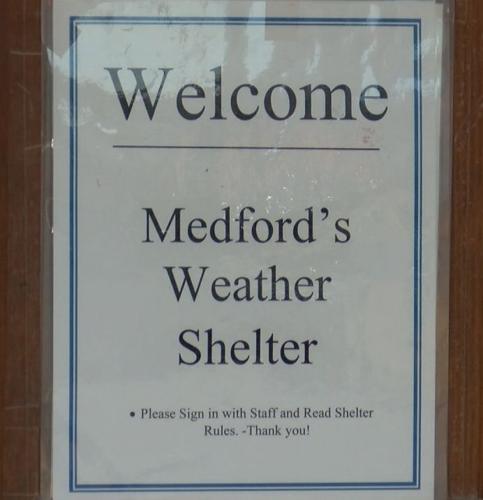 Welcome
Medford's
Weather
Shelter
• Please Sign in with Staff and Read Shelter
Rules. -Thank you!